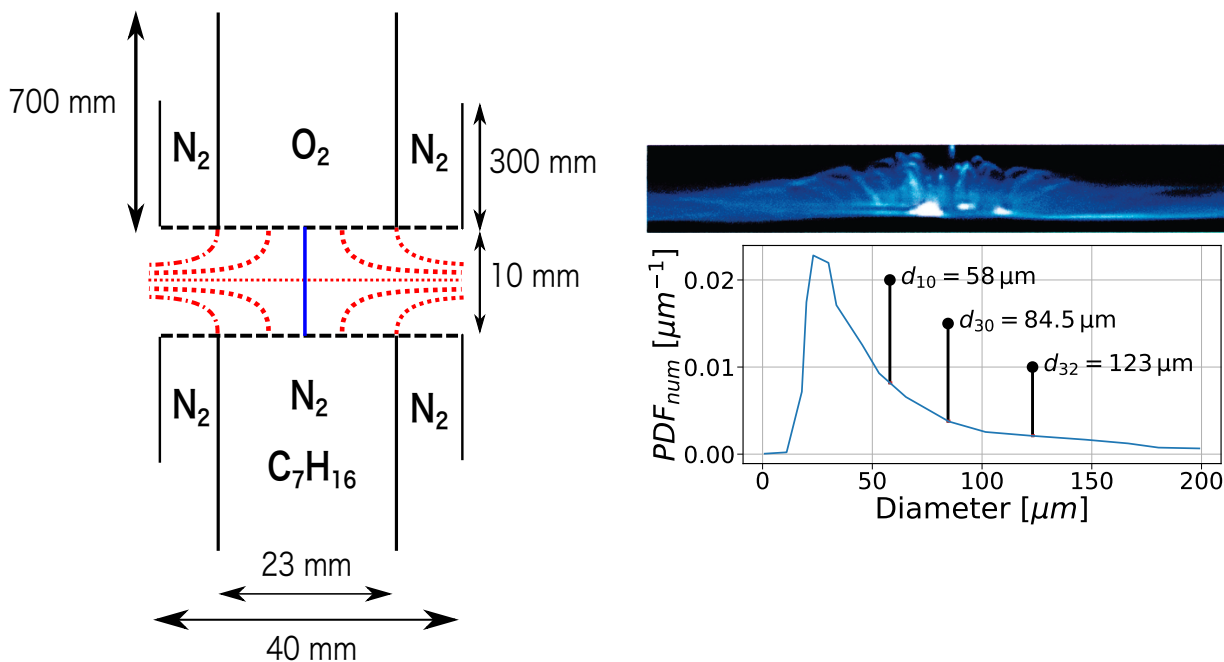 700 mm
N₂
O₂
N₂
300 mm
10 mm
N₂
N₂
N₂
C₇H₁₆
23 mm
40 mm
PDF_num [μm⁻¹]
0.02
0.01
0.00
d₁₀ = 58 μm
d₃₀ = 84.5 μm
d₃₂ = 123 μm
0
50
100
150
200
Diameter [μm]